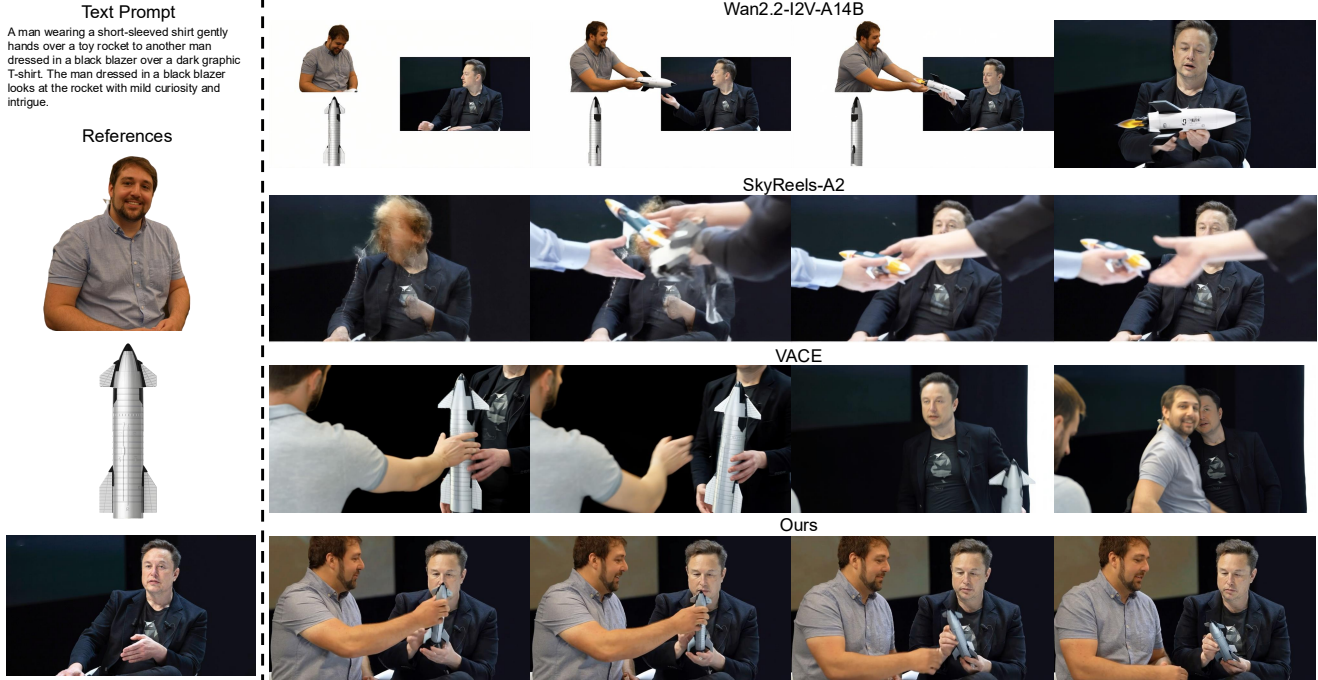 Text Prompt
A man wearing a short-sleeved shirt gently
hands over a toy rocket to another man
dressed in a black blazer over a dark graphic
T-shirt. The man dressed in a black blazer
looks at the rocket with mild curiosity and
intrigue.
References
Wan2.2-I2V-A14B
SkyReels-A2
VACE
Ours